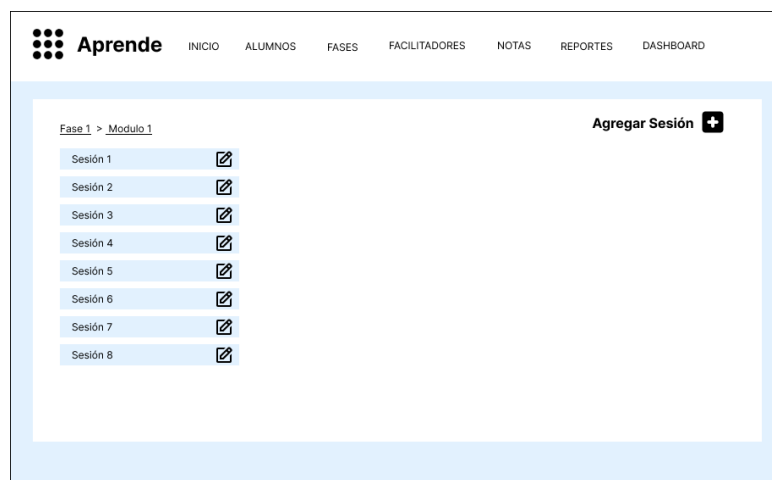 Aprende INICIO ALUMNOS FASES FACILITADORES NOTAS REPORTES DASHBOARD
Agregar Sesión
Fase 1 > Modulo 1
Sesión 1
Sesión 2
Sesión 3
Sesión 4
Sesión 5
Sesión 6
Sesión 7
Sesión 8